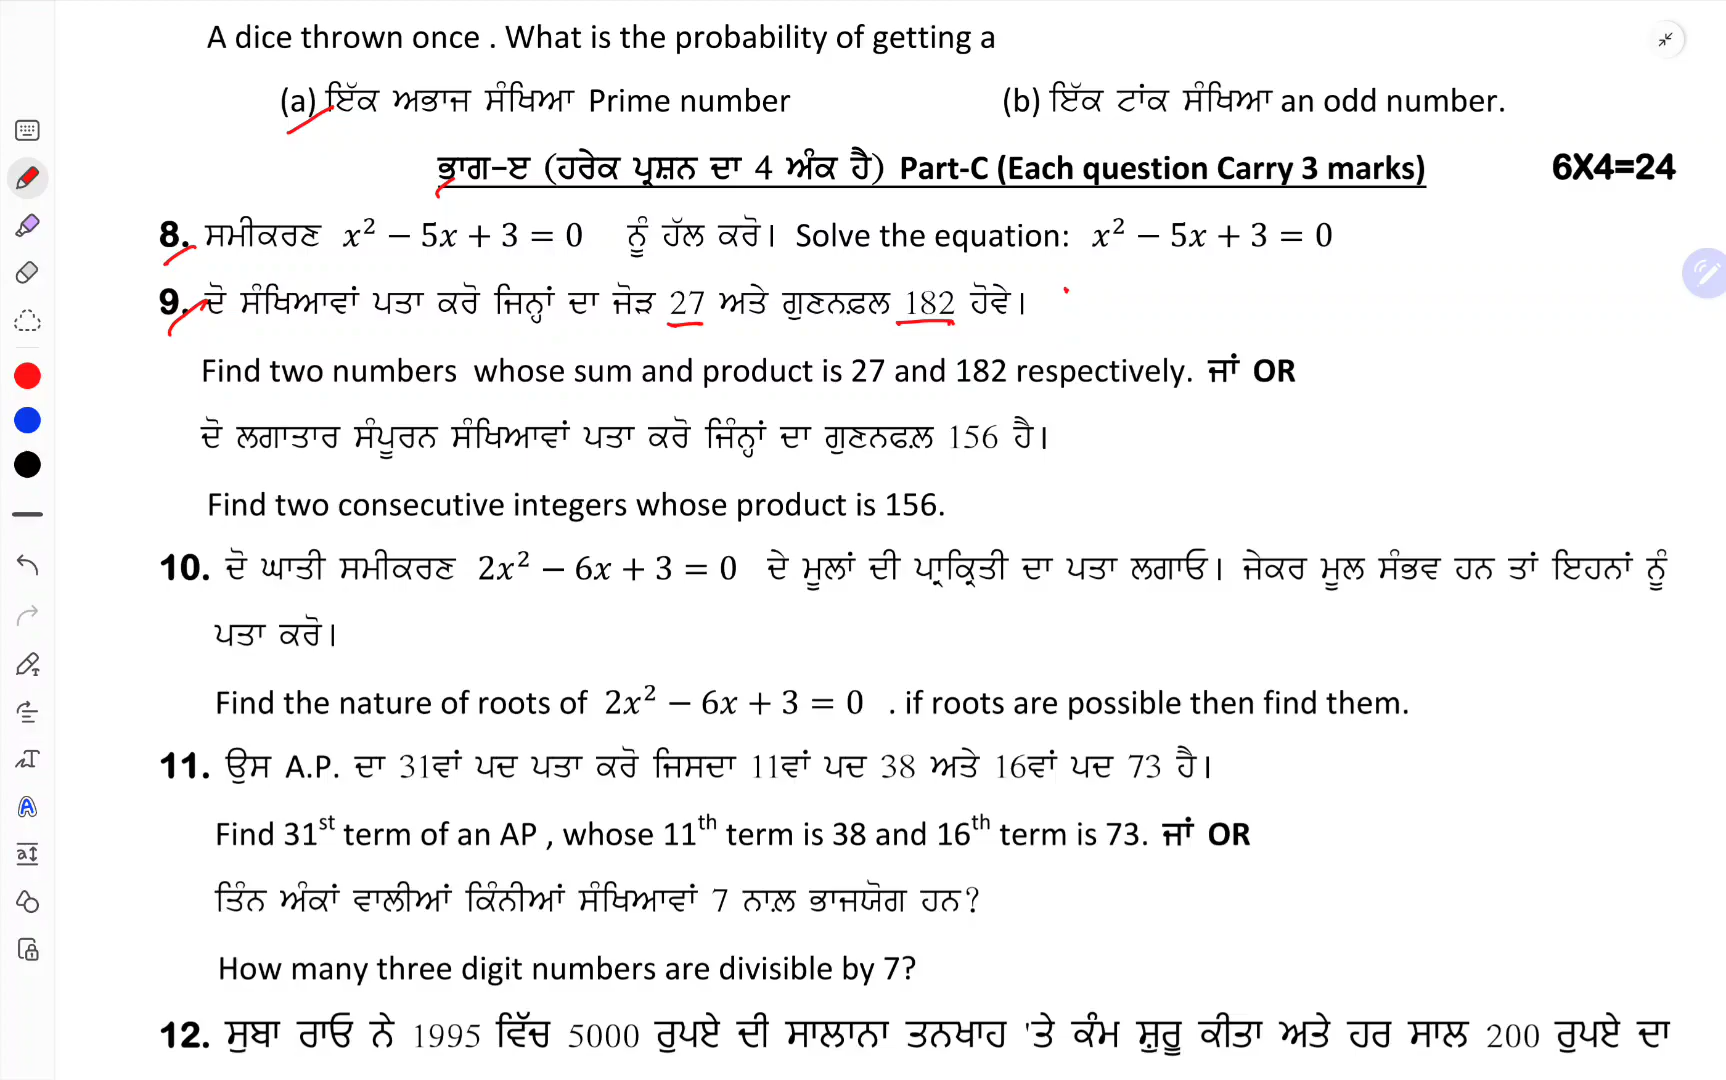 A dice thrown once . What is the probability of getting a
(a) ਇੱਕ ਅਭਾਜ ਸੰਖਿਆ Prime number (b) ਇੱਕ ਟਾਂਕ ਸੰਖਿਆ an odd number.
ਭਾਗ-ੲ (ਹਰੇਕ ਪ੍ਰਸ਼ਨ ਦਾ 4 ਅੰਕ ਹੈ) Part-C (Each question Carry 3 marks) 6X4=24
8. ਸਮੀਕਰਣ x² − 5x + 3 = 0 ਨੂੰ ਹੱਲ ਕਰੋ। Solve the equation: x² − 5x + 3 = 0
9. ਦੋ ਸੰਖਿਆਵਾਂ ਪਤਾ ਕਰੋ ਜਿਨ੍ਹਾਂ ਦਾ ਜੋੜ 27 ਅਤੇ ਗੁਣਨਫ਼ਲ 182 ਹੋਵੇ।
Find two numbers whose sum and product is 27 and 182 respectively. ਜਾਂ OR
ਦੋ ਲਗਾਤਾਰ ਸੰਪੂਰਨ ਸੰਖਿਆਵਾਂ ਪਤਾ ਕਰੋ ਜਿੰਨ੍ਹਾਂ ਦਾ ਗੁਣਨਫਲ਼ 156 ਹੈ।
Find two consecutive integers whose product is 156.
10. ਦੋ ਘਾਤੀ ਸਮੀਕਰਣ 2x² − 6x + 3 = 0 ਦੇ ਮੂਲਾਂ ਦੀ ਪ੍ਰਾਕ੍ਰਿਤੀ ਦਾ ਪਤਾ ਲਗਾਓ। ਜੇਕਰ ਮੂਲ ਸੰਭਵ ਹਨ ਤਾਂ ਇਹਨਾਂ ਨੂੰ
ਪਤਾ ਕਰੋ।
Find the nature of roots of 2x² − 6x + 3 = 0 . if roots are possible then find them.
11. ਉਸ A.P. ਦਾ 31ਵਾਂ ਪਦ ਪਤਾ ਕਰੋ ਜਿਸਦਾ 11ਵਾਂ ਪਦ 38 ਅਤੇ 16ਵਾਂ ਪਦ 73 ਹੈ।
Find 31st term of an AP , whose 11th term is 38 and 16th term is 73. ਜਾਂ OR
ਤਿੰਨ ਅੰਕਾਂ ਵਾਲੀਆਂ ਕਿੰਨੀਆਂ ਸੰਖਿਆਵਾਂ 7 ਨਾਲ਼ ਭਾਜਯੋਗ ਹਨ?
How many three digit numbers are divisible by 7?
12. ਸੁਬਾ ਰਾਓ ਨੇ 1995 ਵਿੱਚ 5000 ਰੁਪਏ ਦੀ ਸਾਲਾਨਾ ਤਨਖਾਹ 'ਤੇ ਕੰਮ ਸ਼ੁਰੂ ਕੀਤਾ ਅਤੇ ਹਰ ਸਾਲ 200 ਰੁਪਏ ਦਾ